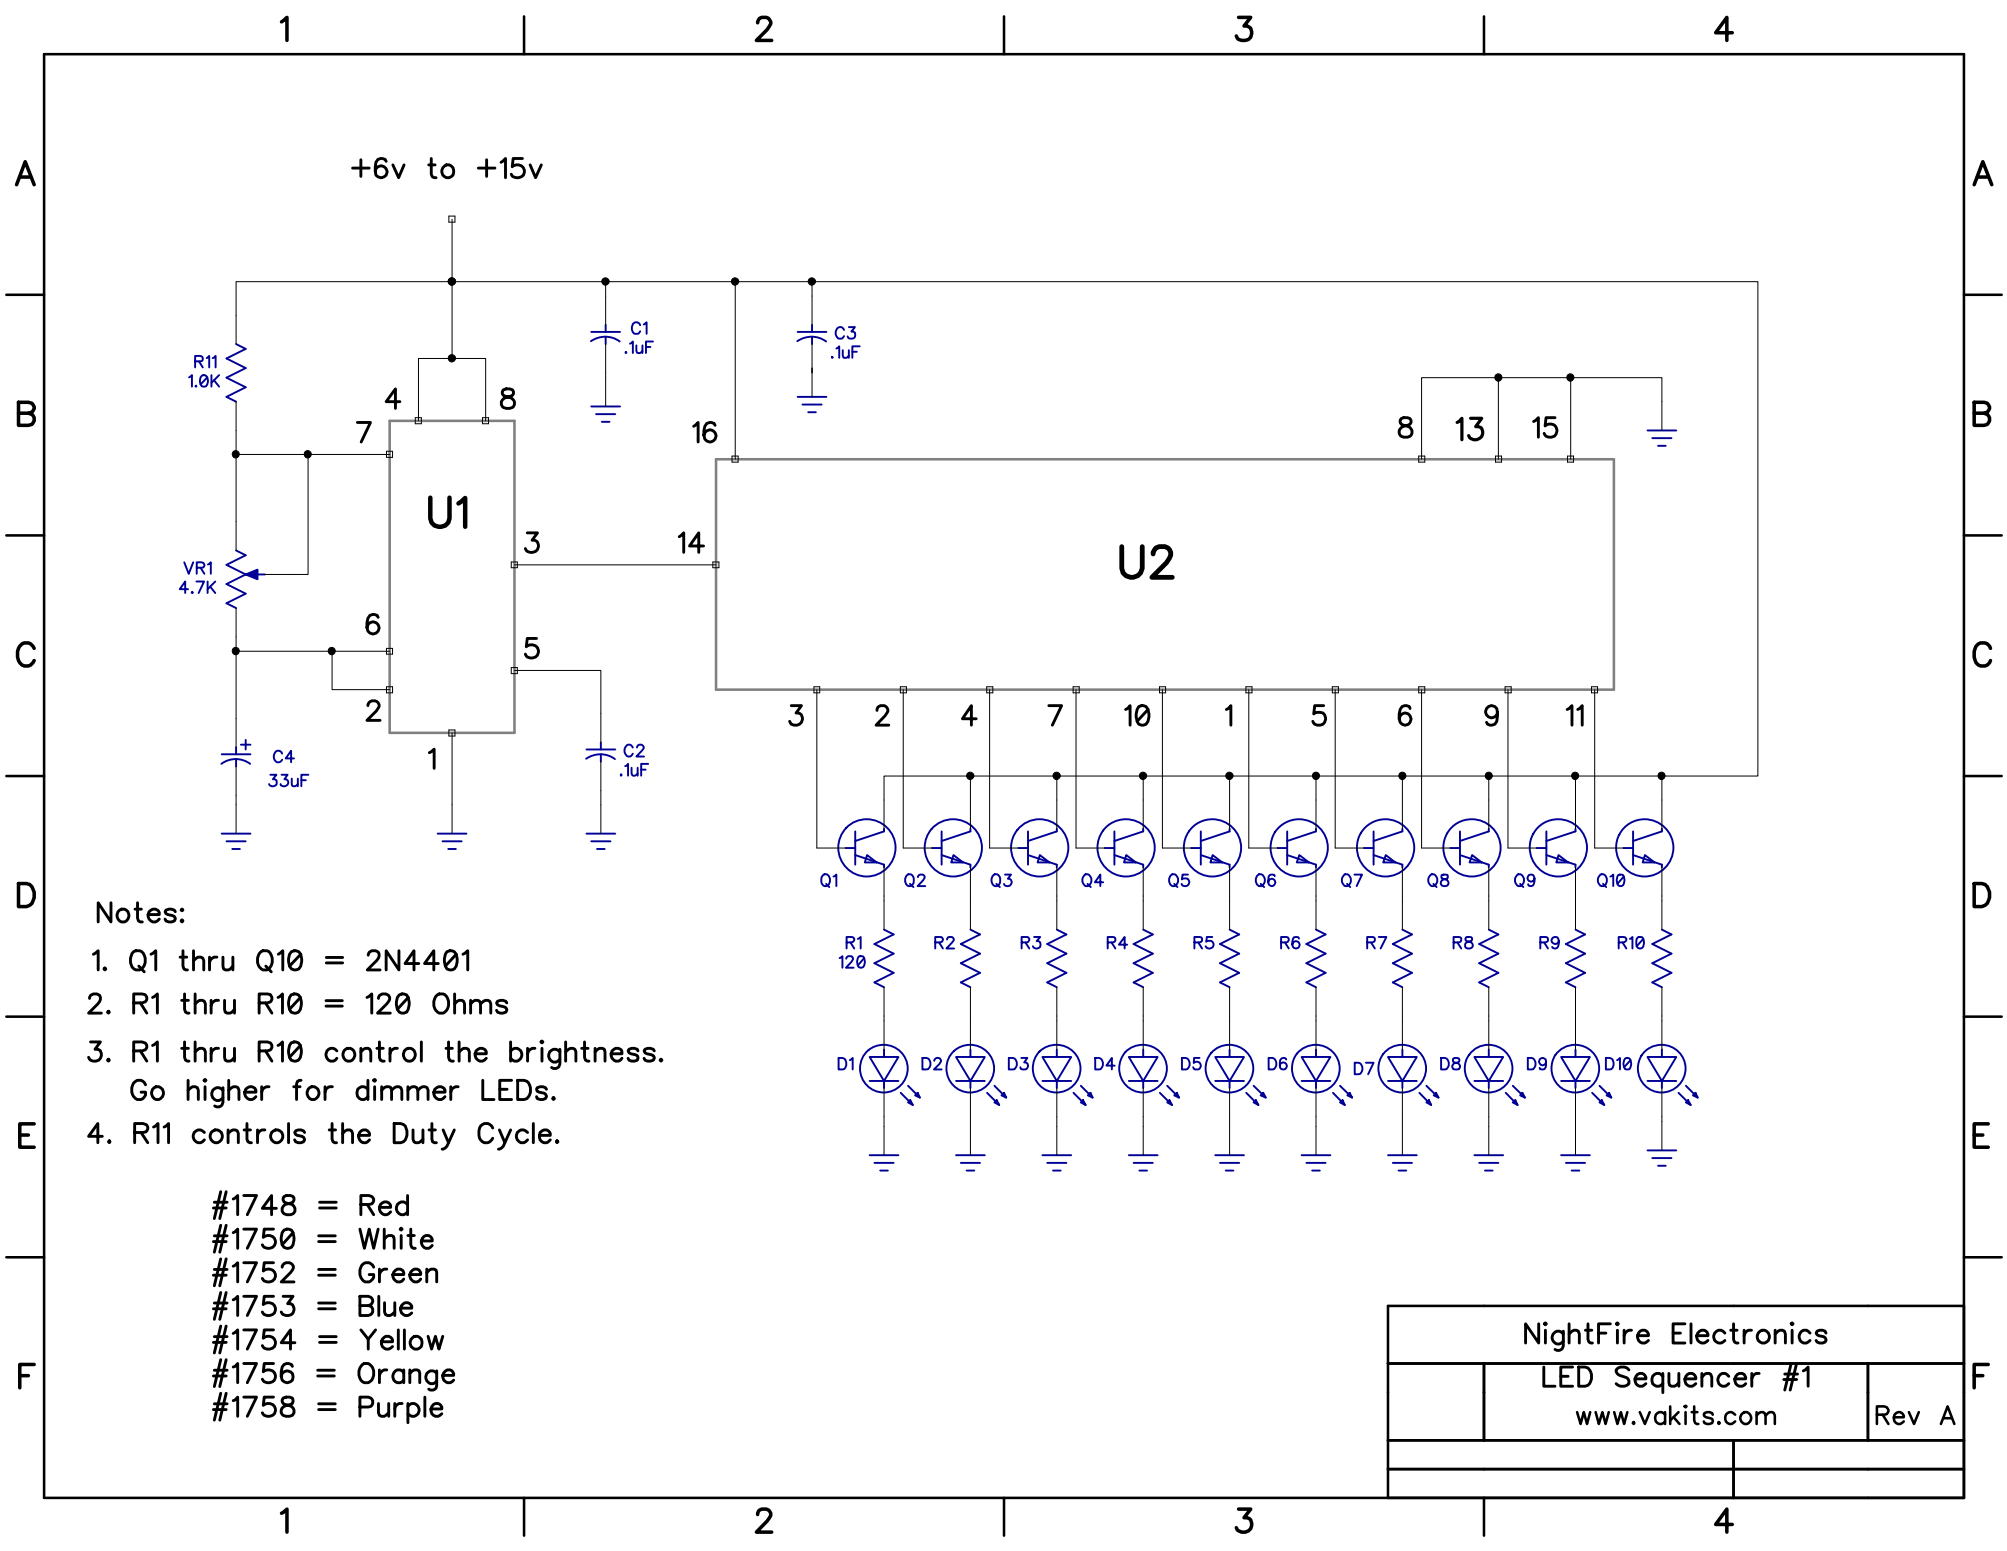 1 2 3 4
A A
+6v to +15v
C1
.1uF
C3
.1uF
R11
1.0K
B B
4 8
7
16
8 13 15
U1
3
14
U2
VR1
4.7K
6
5
C C
2
3 2 4 7 10 1 5 6 9 11
1
+
C4
33uF
C2
.1uF
Q1 Q2 Q3 Q4 Q5 Q6 Q7 Q8 Q9 Q10
D D
Notes:
1. Q1 thru Q10 = 2N4401
R1 R2 R3 R4 R5 R6 R7 R8 R9 R10
120
2. R1 thru R10 = 120 Ohms
3. R1 thru R10 control the brightness.
Go higher for dimmer LEDs.
D1 D2 D3 D4 D5 D6 D7 D8 D9 D10
4. R11 controls the Duty Cycle.
E E
#1748 = Red
#1750 = White
#1752 = Green
#1753 = Blue
#1754 = Yellow
#1756 = Orange
#1758 = Purple
F F
NightFire Electronics
LED Sequencer #1
www.vakits.com
Rev A
1 2 3 4